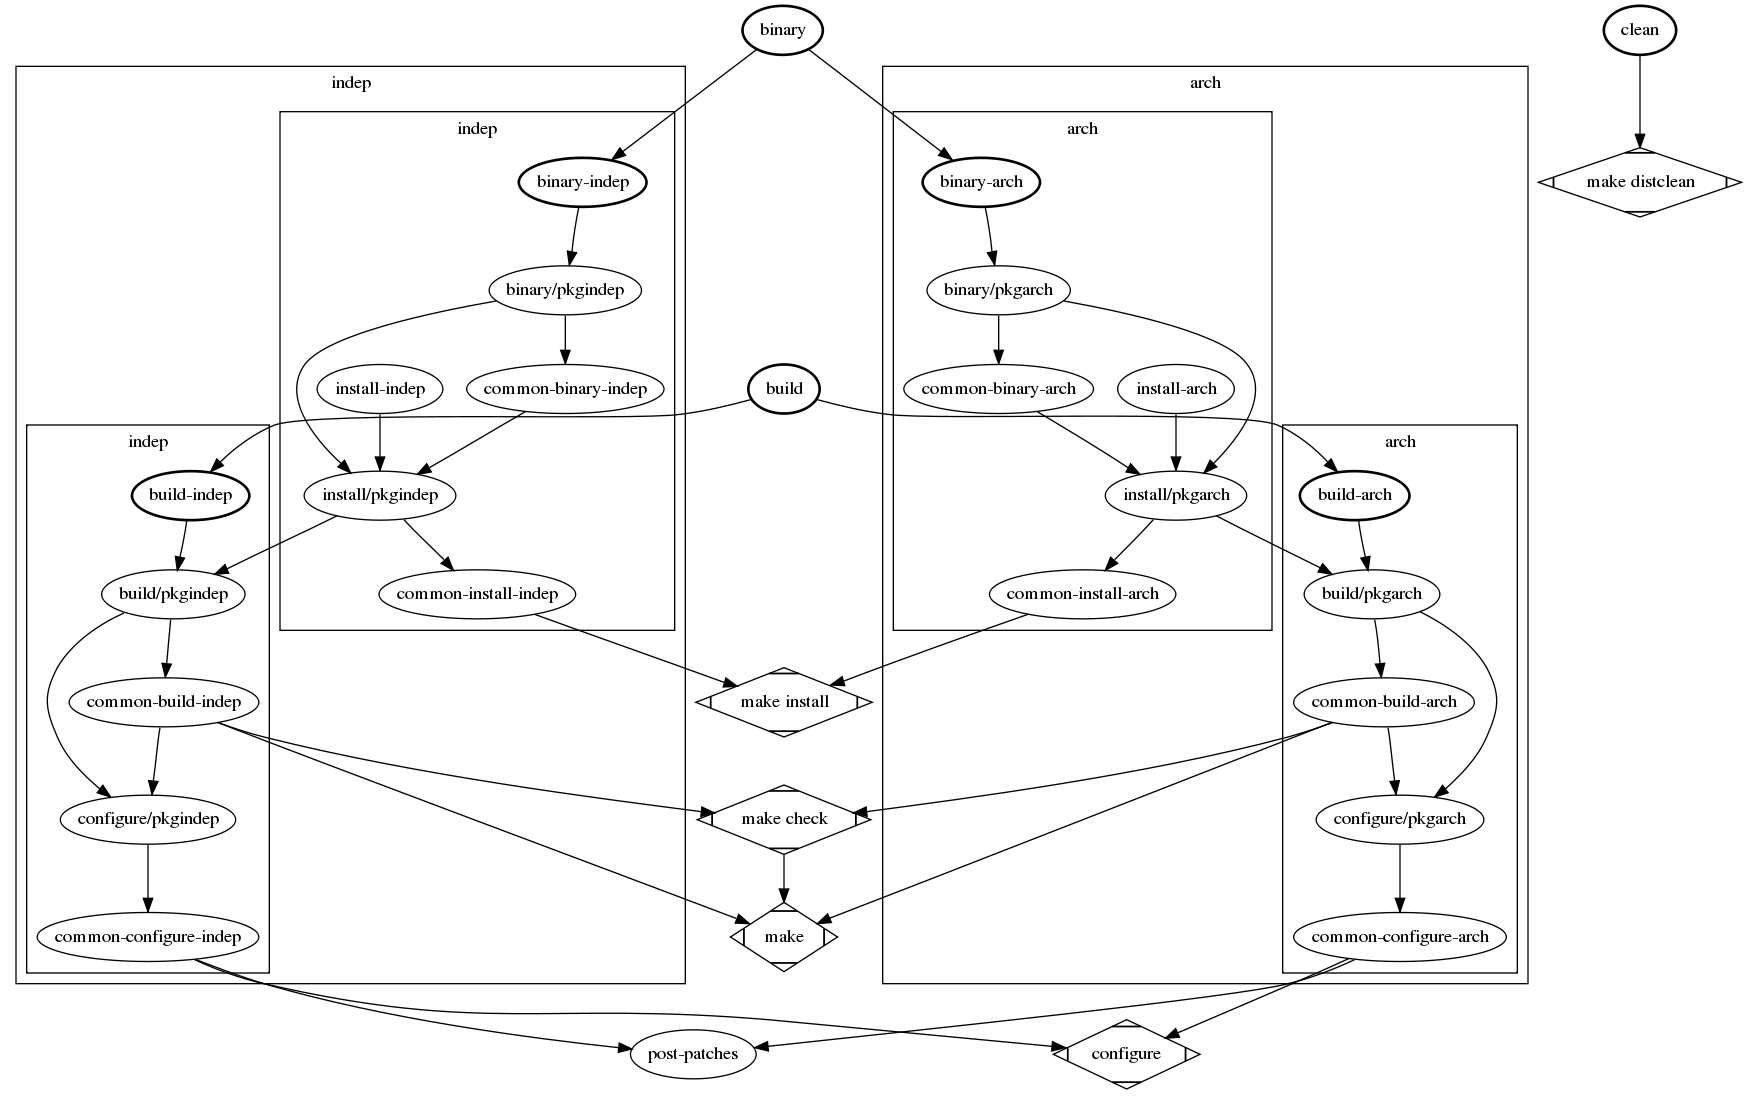 binary
clean
indep
arch
indep
arch
binary-indep
binary-arch
make distclean
binary/pkgindep
binary/pkgarch
install-indep
common-binary-indep
build
common-binary-arch
install-arch
indep
arch
build-indep
install/pkgindep
install/pkgarch
build-arch
build/pkgindep
common-install-indep
common-install-arch
build/pkgarch
common-build-indep
make install
common-build-arch
configure/pkgindep
make check
configure/pkgarch
common-configure-indep
make
common-configure-arch
post-patches
configure